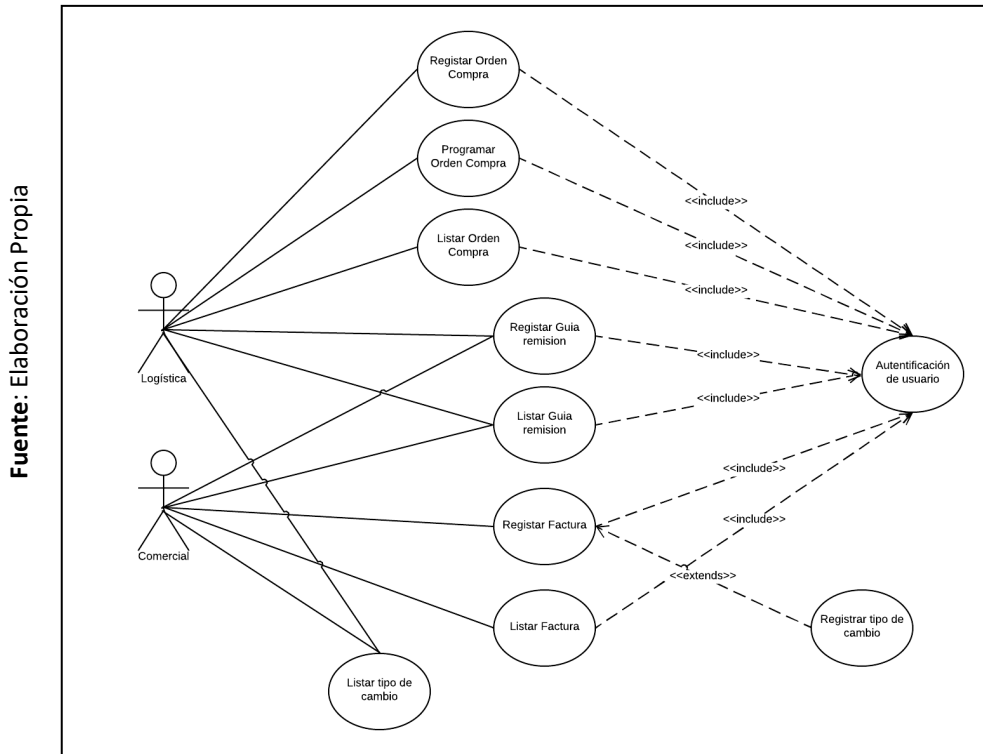 Fuente: Elaboración Propia
Registar Orden
Compra
Programar
Orden Compra
<<include>>
Listar Orden
Compra
<<include>>
<<include>>
Registar Guia
remision
Logística
<<include>>
Autentificación
de usuario
Listar Guia
remision
<<include>>
Comercial
Registar Factura
<<include>>
<<include>>
<<extends>>
Listar Factura
Registrar tipo de
cambio
Listar tipo de
cambio